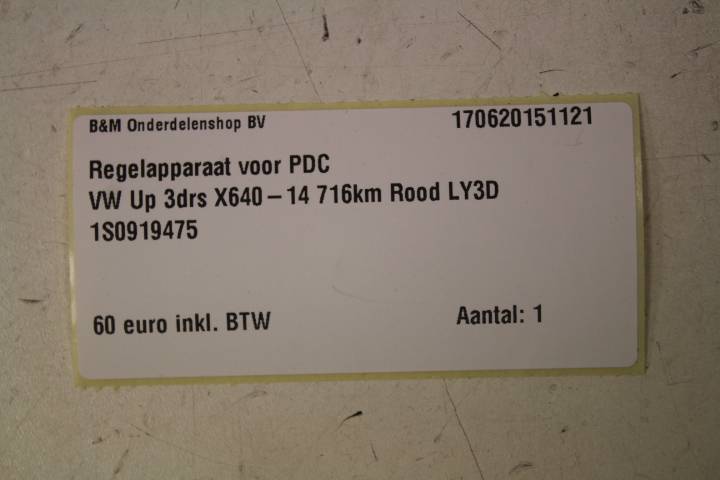 B&M Onderdelenshop BV 170620151121
Regelapparaat voor PDC
VW Up 3drs X640 – 14 716km Rood LY3D
1S0919475
60 euro inkl. BTW Aantal: 1